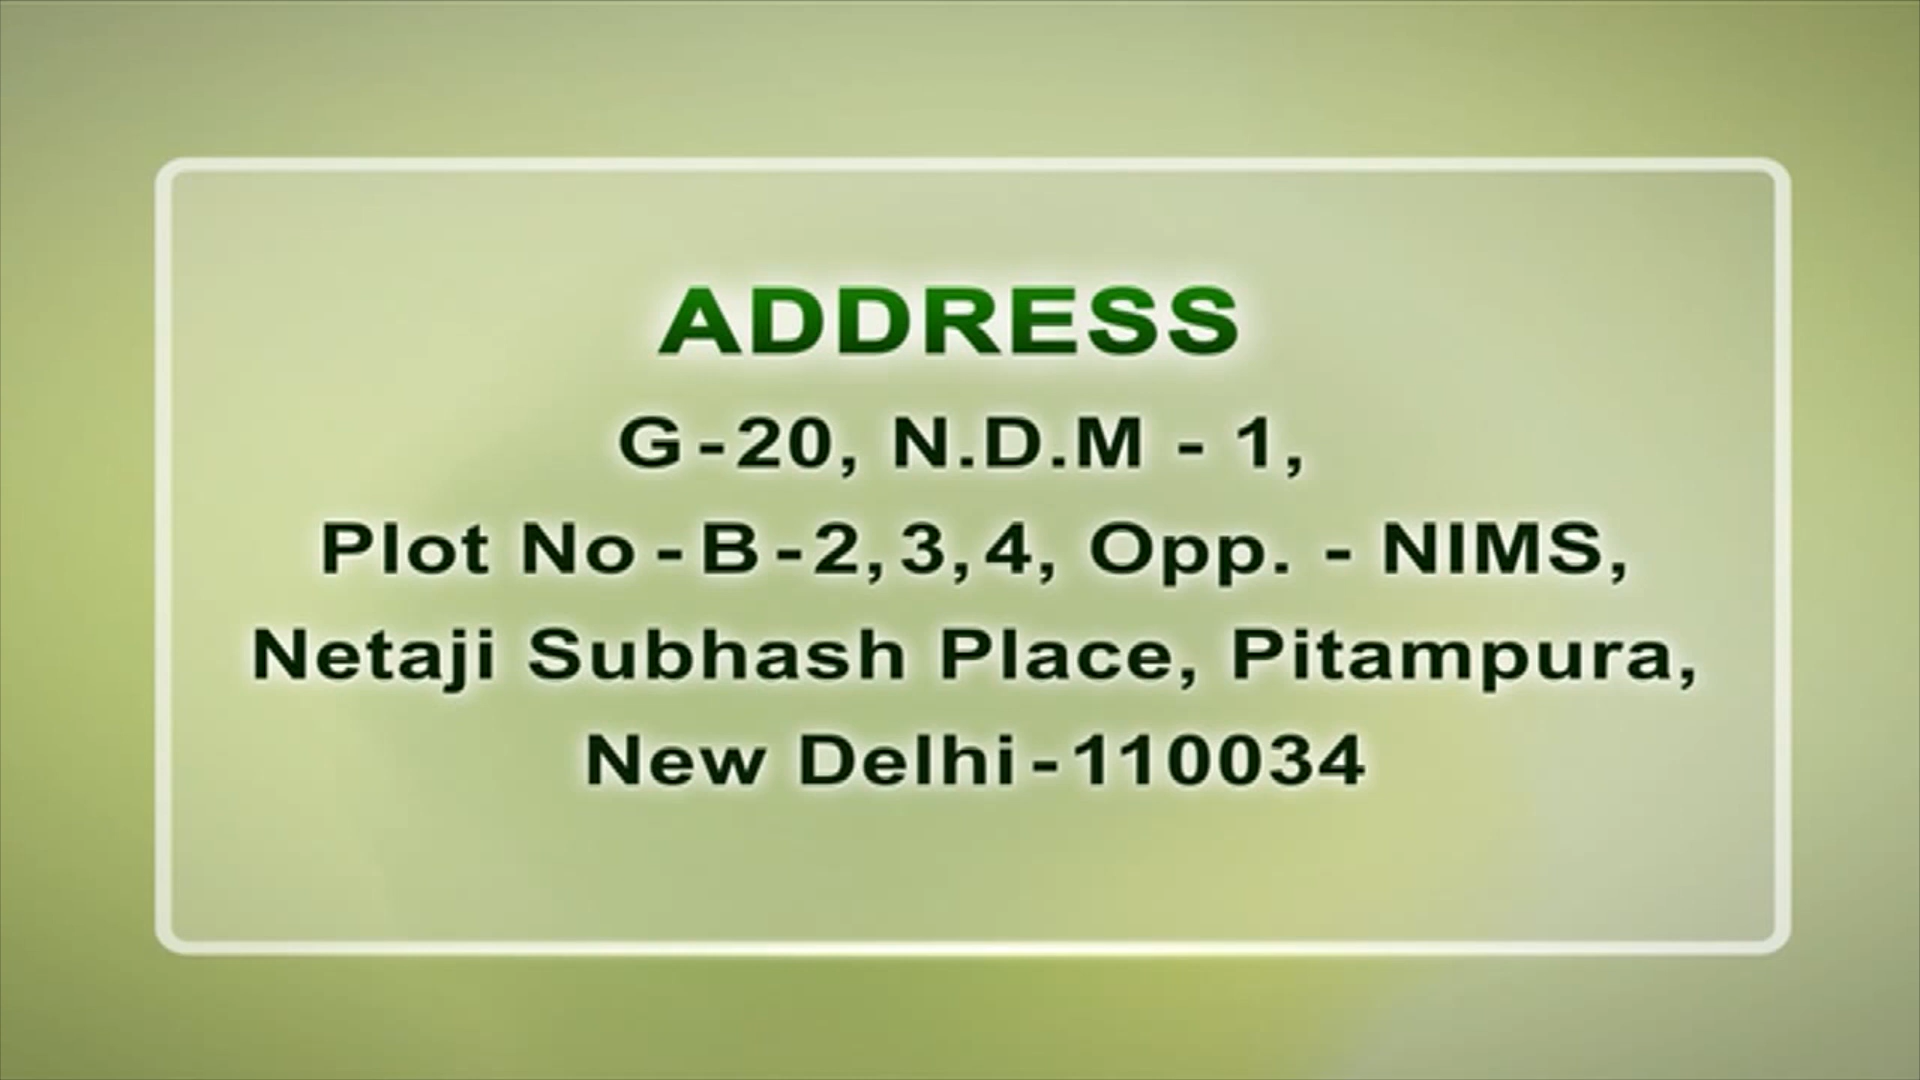 ADDRESS
G-20, N.D.M - 1,
Plot No-B-2,3,4, Opp. - NIMS,
Netaji Subhash Place, Pitampura,
New Delhi-110034